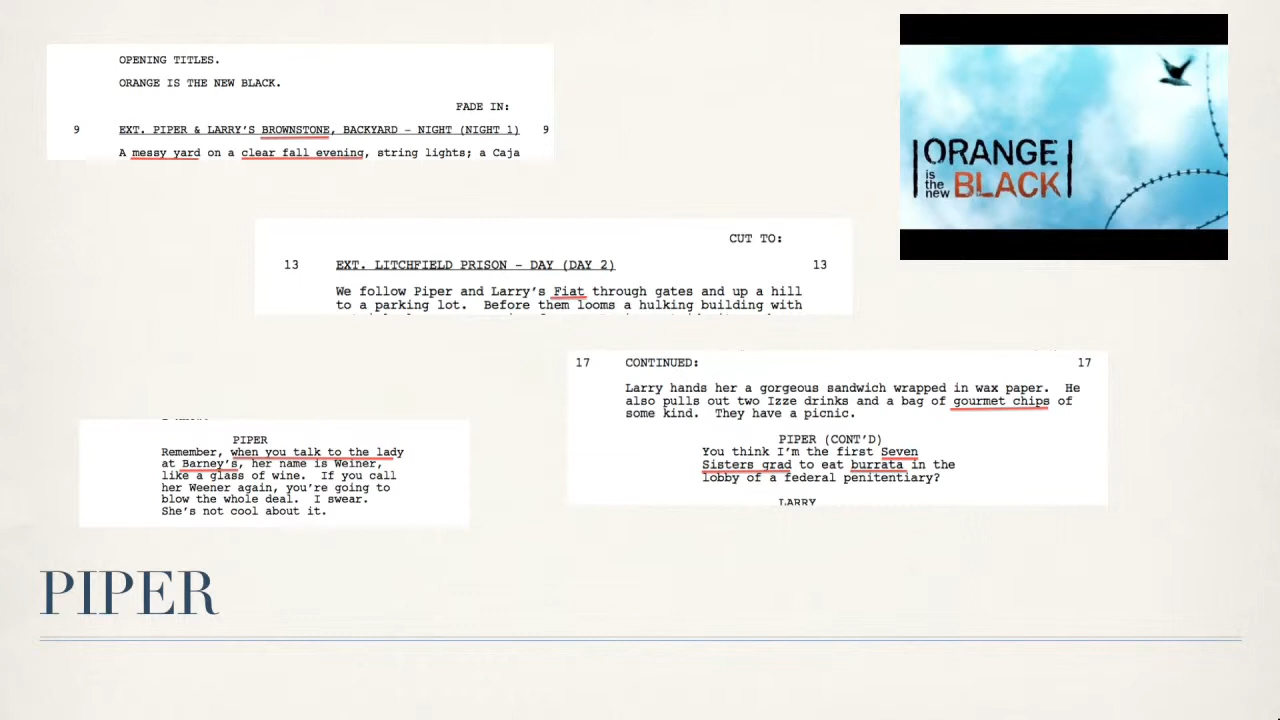 OPENING TITLES.
ORANGE IS THE NEW BLACK.
FADE IN:
9 EXT. PIPER & LARRY'S BROWNSTONE, BACKYARD - NIGHT (NIGHT 1) 9
A messy yard on a clear fall evening, string lights; a Caja
ORANGE
is
the
new BLACK
CUT TO:
13 EXT. LITCHFIELD PRISON - DAY (DAY 2) 13
We follow Piper and Larry's Fiat through gates and up a hill
to a parking lot. Before them looms a hulking building with
17 CONTINUED: 17
Larry hands her a gorgeous sandwich wrapped in wax paper. He
also pulls out two Izze drinks and a bag of gourmet chips of
some kind. They have a picnic.
PIPER (CONT'D)
You think I'm the first Seven
Sisters grad to eat burrata in the
lobby of a federal penitentiary?
LARRY
PIPER
Remember, when you talk to the lady
at Barney's, her name is Weiner,
like a glass of wine. If you call
her Weener again, you're going to
blow the whole deal. I swear.
She's not cool about it.
PIPER